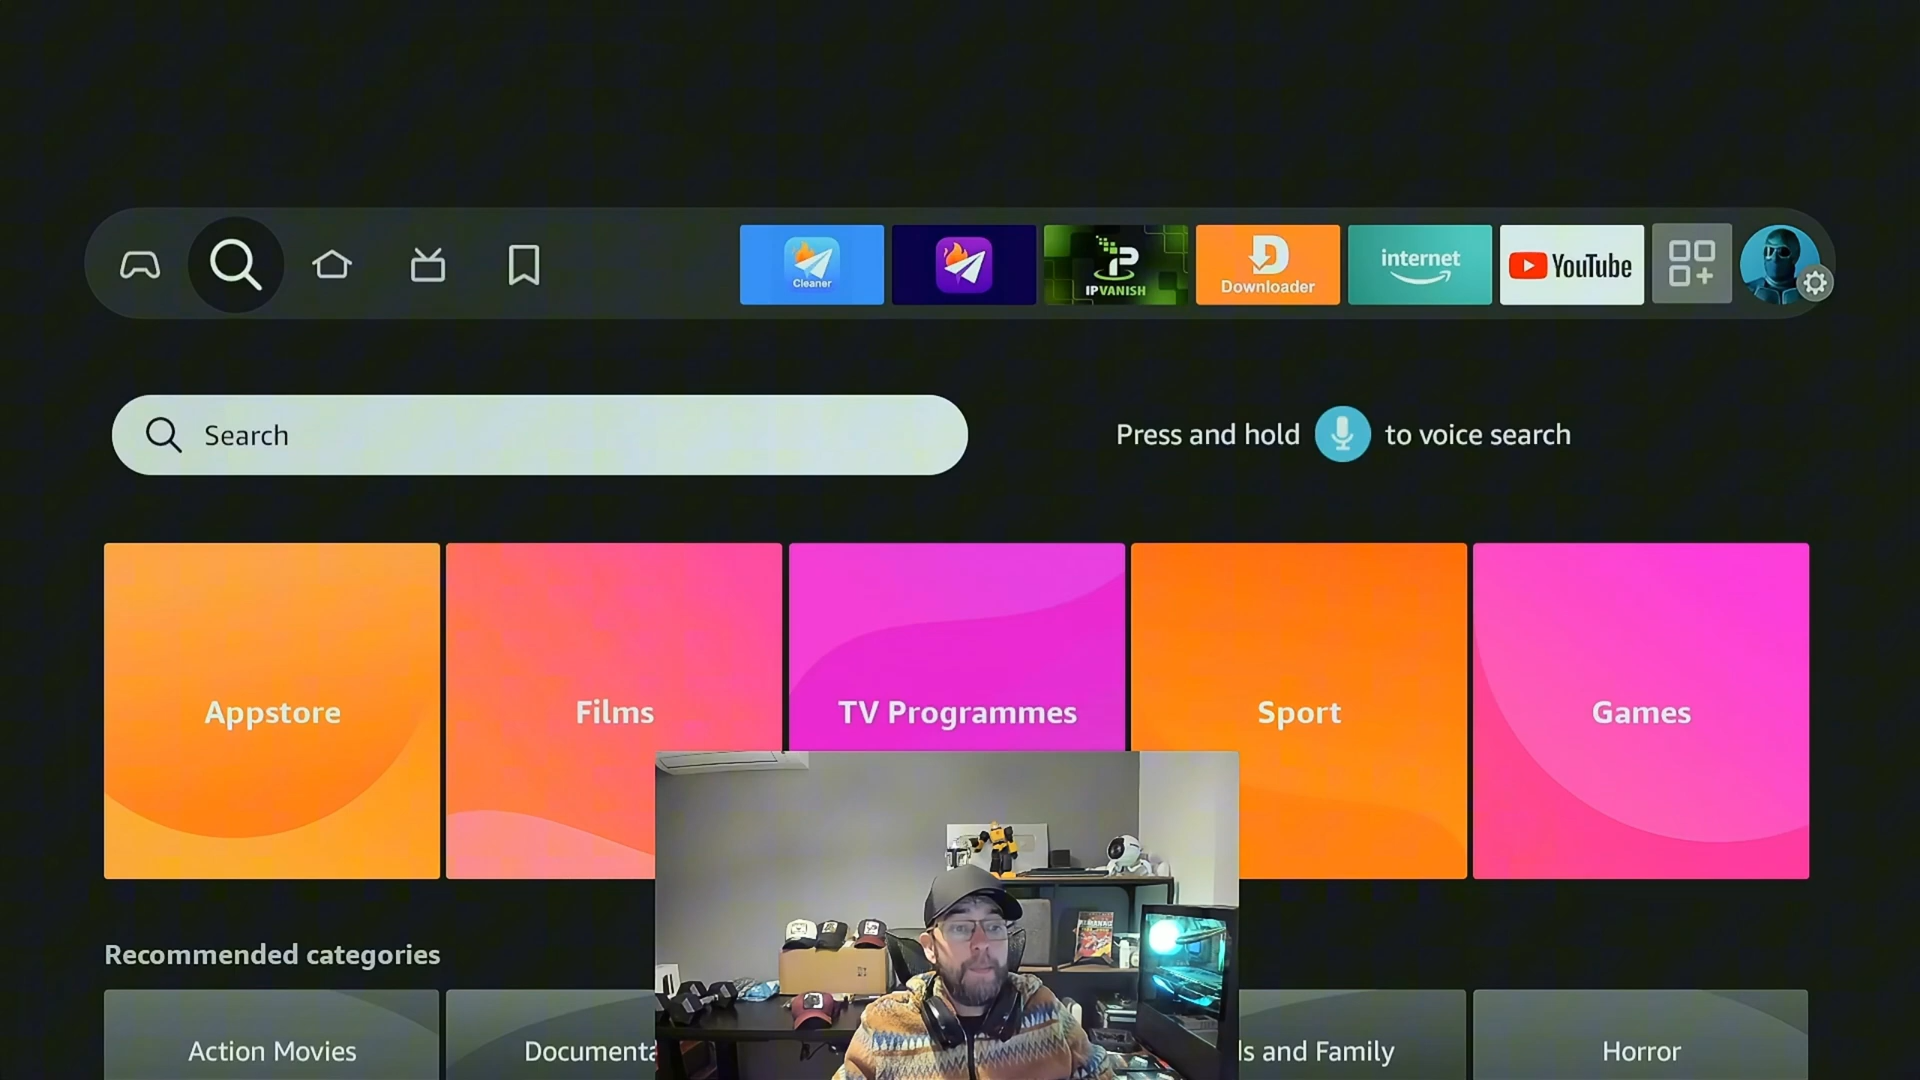 Cleaner
IPVANISH
Downloader
internet
YouTube
Search
Press and hold to voice search
Appstore
Films
TV Programmes
Sport
Games
Recommended categories
Action Movies
Documenta
ls and Family
Horror